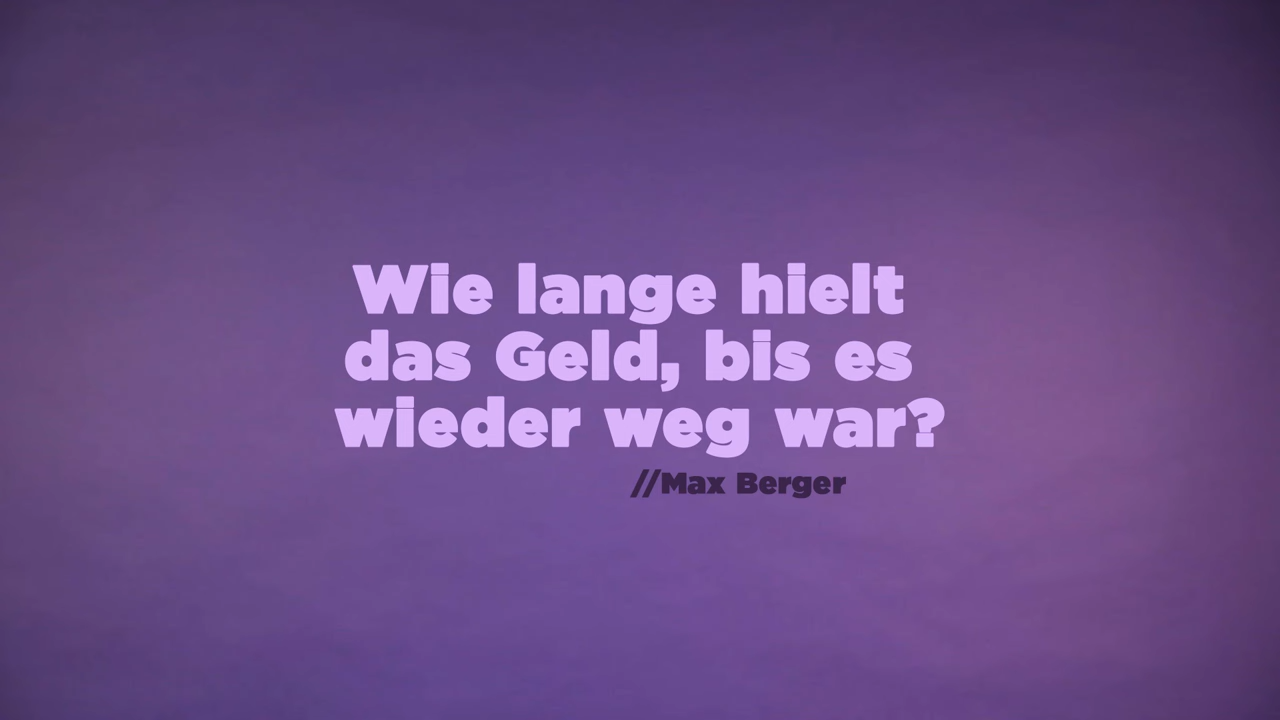 Wie lange hielt
das Geld, bis es
wieder weg war?
//Max Berger